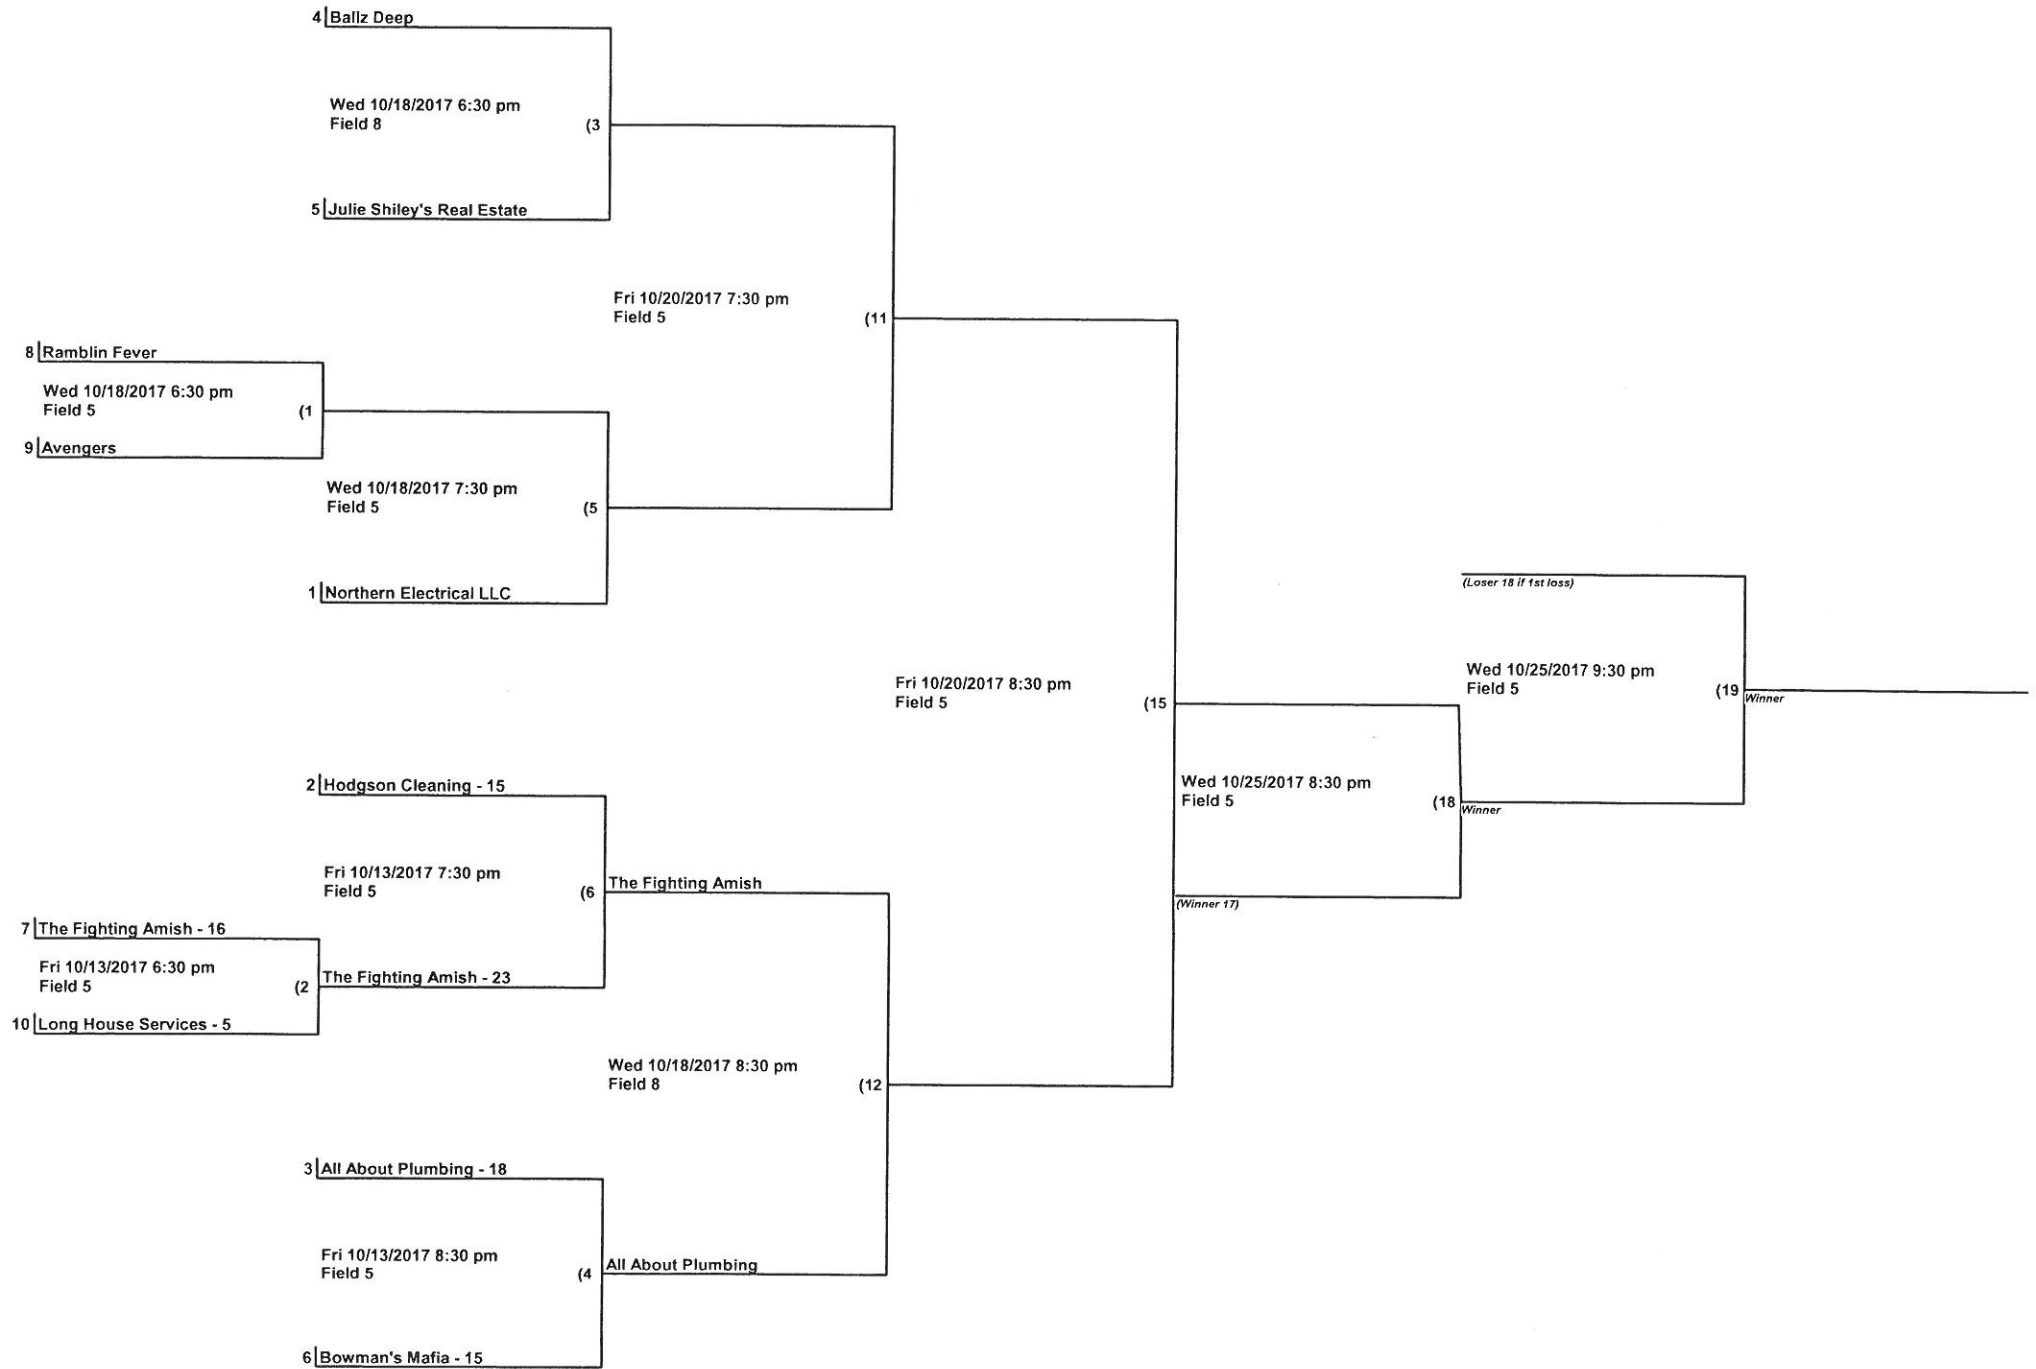 4 Ballz Deep
Wed 10/18/2017 6:30 pm
Field 8
(3
5 Julie Shiley's Real Estate
Fri 10/20/2017 7:30 pm
Field 5
(11
8 Ramblin Fever
Wed 10/18/2017 6:30 pm
Field 5
(1
9 Avengers
Wed 10/18/2017 7:30 pm
Field 5
(5
1 Northern Electrical LLC
(Loser 18 if 1st loss)
Fri 10/20/2017 8:30 pm
Field 5
(15
Wed 10/25/2017 9:30 pm
Field 5
(19
Winner
2 Hodgson Cleaning - 15
Wed 10/25/2017 8:30 pm
Field 5
(18
Winner
Fri 10/13/2017 7:30 pm
Field 5
(6
The Fighting Amish
(Winner 17)
7 The Fighting Amish - 16
Fri 10/13/2017 6:30 pm
Field 5
(2
The Fighting Amish - 23
10 Long House Services - 5
Wed 10/18/2017 8:30 pm
Field 8
(12
3 All About Plumbing - 18
Fri 10/13/2017 8:30 pm
Field 5
(4
All About Plumbing
6 Bowman's Mafia - 15